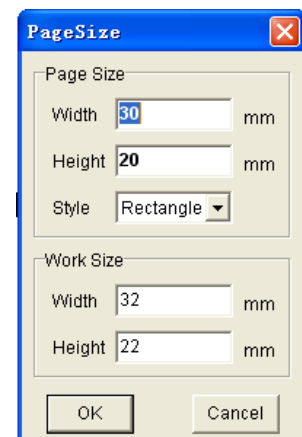 PageSize
Page Size
Width 30 mm
Height 20 mm
Style Rectangle
Work Size
Width 32 mm
Height 22 mm
OK Cancel